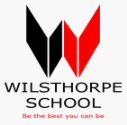 WILSTHORPE
SCHOOL
Be the best you can be